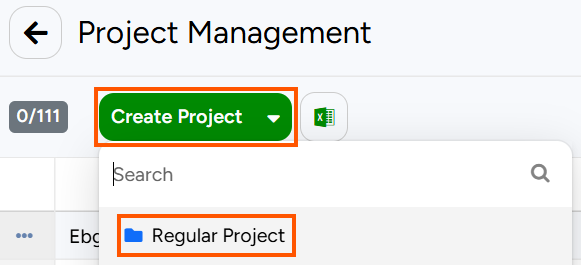 Project Management
0/111
Create Project
Search
Regular Project
Ebg